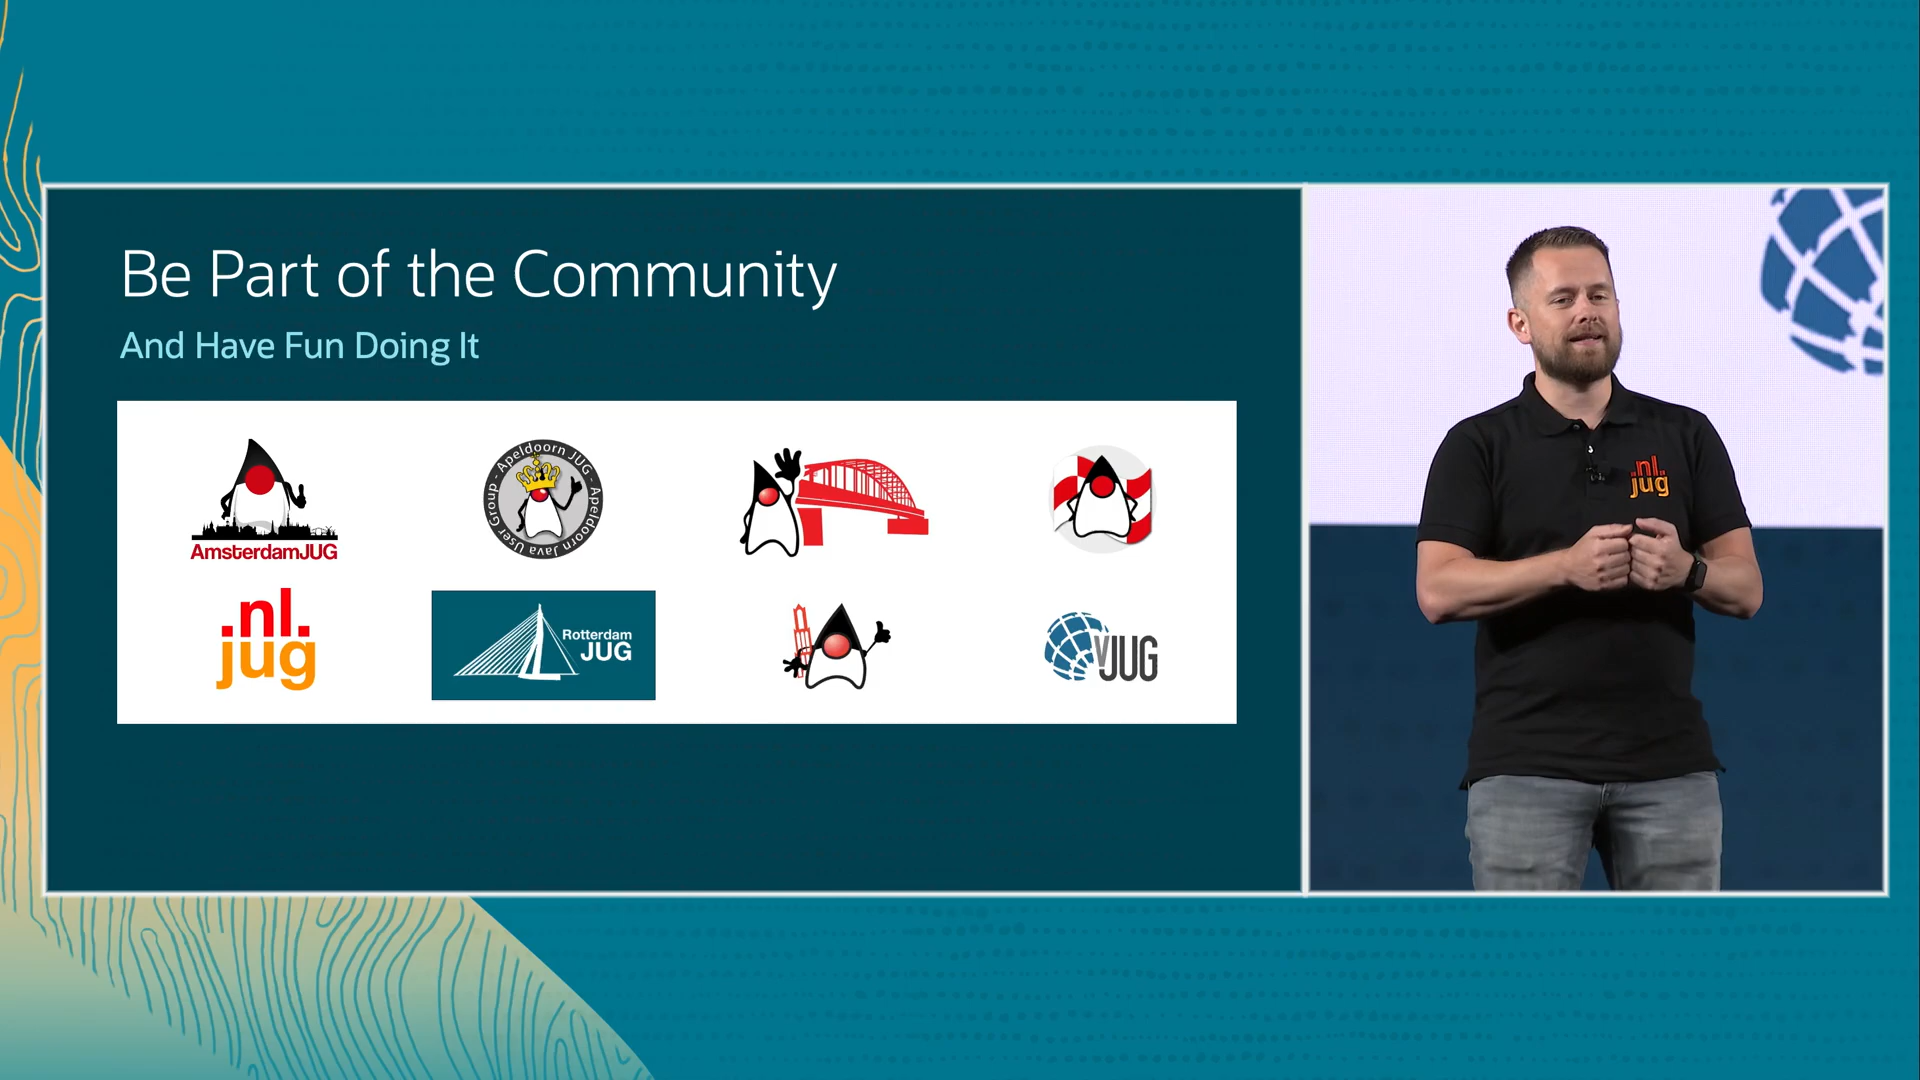 Be Part of the Community
And Have Fun Doing It
AmsterdamJUG
- Apeldoorn JUG - Apeldoorn Java User Group
.nl.
jug
Rotterdam
JUG
vJUG
.nl.
jug